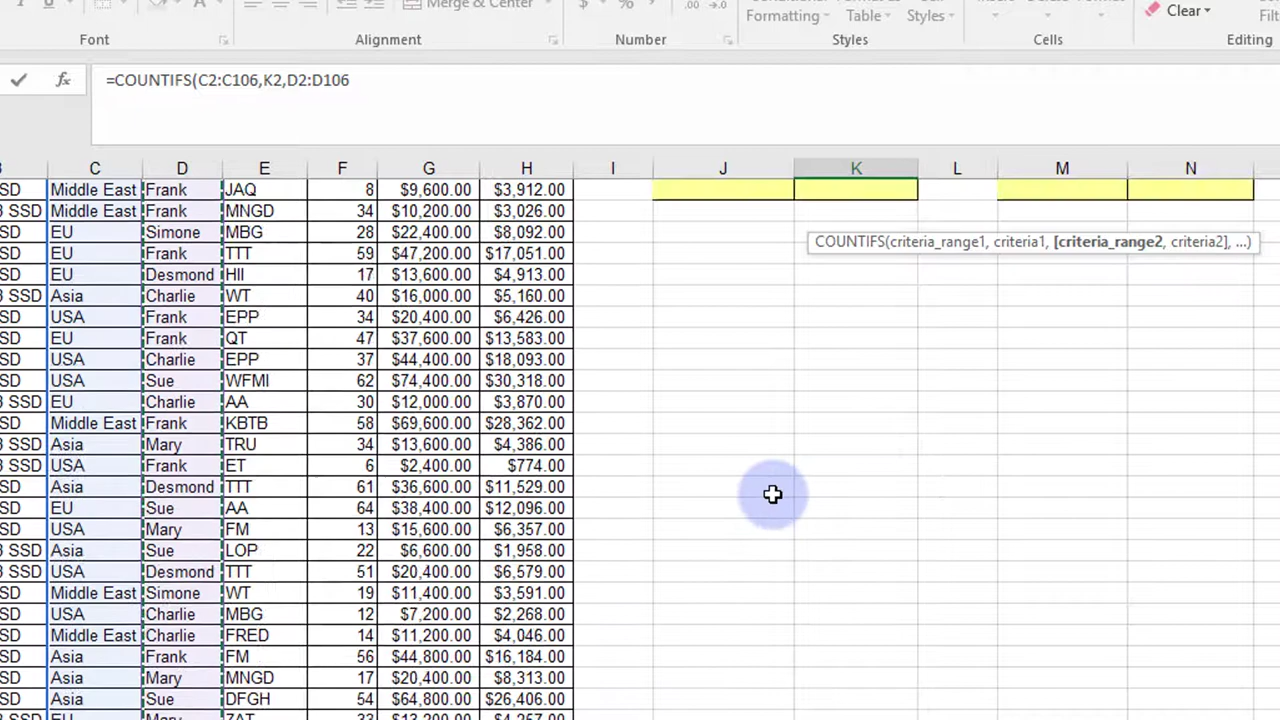 Merge & Center
$ %
.00 →.0
Formatting Table Styles
Clear
Font Alignment Number Styles Cells Editing
fx =COUNTIFS(C2:C106,K2,D2:D106
C D E F G H I J K L M N
SD Middle East Frank JAQ 8 $9,600.00 $3,912.00
SSD Middle East Frank MNGD 34 $10,200.00 $3,026.00
SD EU Simone MBG 28 $22,400.00 $8,092.00
COUNTIFS(criteria_range1, criteria1, [criteria_range2, criteria2], ...)
SD EU Frank TTT 59 $47,200.00 $17,051.00
SD EU Desmond HII 17 $13,600.00 $4,913.00
SSD Asia Charlie WT 40 $16,000.00 $5,160.00
SD USA Frank EPP 34 $20,400.00 $6,426.00
SD EU Frank QT 47 $37,600.00 $13,583.00
SD USA Charlie EPP 37 $44,400.00 $18,093.00
SD USA Sue WFMI 62 $74,400.00 $30,318.00
SSD EU Charlie AA 30 $12,000.00 $3,870.00
SD Middle East Frank KBTB 58 $69,600.00 $28,362.00
SSD Asia Mary TRU 34 $13,600.00 $4,386.00
SSD USA Frank ET 6 $2,400.00 $774.00
SD Asia Desmond TTT 61 $36,600.00 $11,529.00
SD EU Sue AA 64 $38,400.00 $12,096.00
SD USA Mary FM 13 $15,600.00 $6,357.00
SSD Asia Sue LOP 22 $6,600.00 $1,958.00
SSD USA Desmond TTT 51 $20,400.00 $6,579.00
SD Middle East Simone WT 19 $11,400.00 $3,591.00
SD USA Charlie MBG 12 $7,200.00 $2,268.00
SD Middle East Charlie FRED 14 $11,200.00 $4,046.00
SD Asia Frank FM 56 $44,800.00 $16,184.00
SD Asia Mary MNGD 17 $20,400.00 $8,313.00
SD Asia Sue DFGH 54 $64,800.00 $26,406.00
EU Mary ZAT 33 $13,200.00 $4,257.00